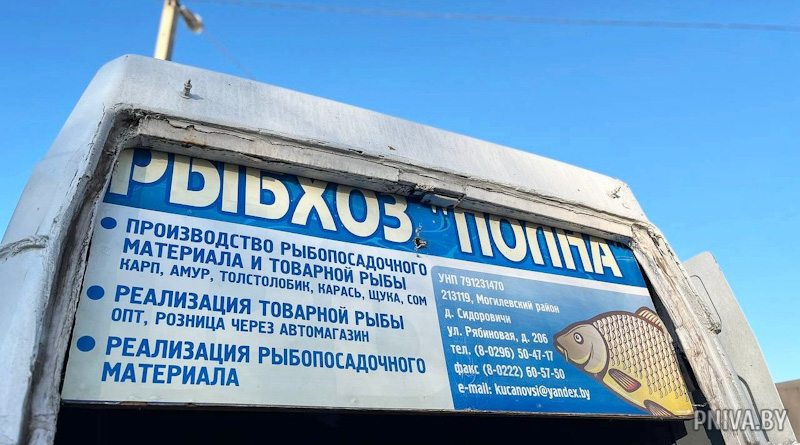 РЫБХОЗ "ПОЛНА
• ПРОИЗВОДСТВО РЫБОПОСАДОЧНОГО
МАТЕРИАЛА И ТОВАРНОЙ РЫБЫ
КАРП, АМУР, ТОЛСТОЛОБИК, КАРАСЬ, ЩУКА, СОМ
• РЕАЛИЗАЦИЯ ТОВАРНОЙ РЫБЫ
ОПТ, РОЗНИЦА ЧЕРЕЗ АВТОМАГАЗИН
• РЕАЛИЗАЦИЯ РЫБОПОСАДОЧНОГО
МАТЕРИАЛА
УНП 791231470
213119, Могилевский район
д. Сидоровичи
ул. Рябиновая, д. 206
тел. (8-0296) 50-47-17
факс (8-0222) 60-57-50
e-mail: kucanovsi@yandex.by
PNIVA.BY